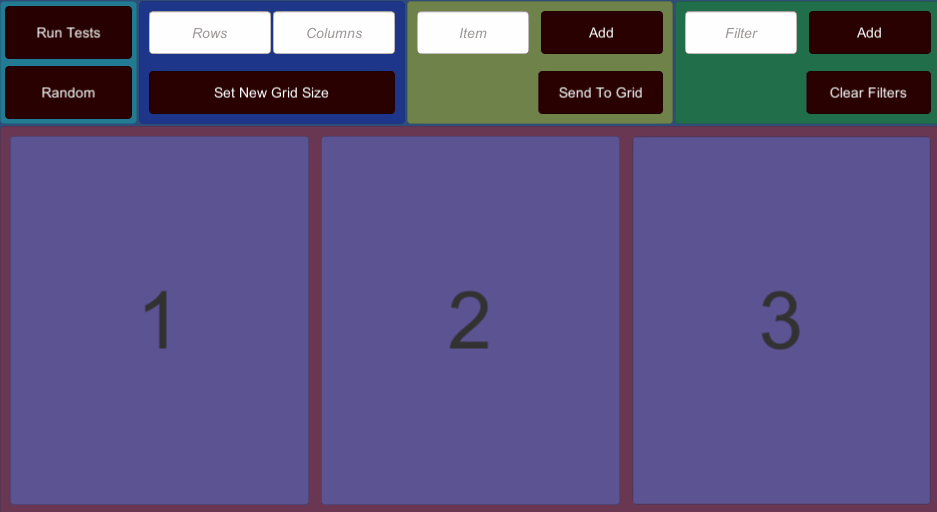 Run Tests
Random
Rows
Columns
Set New Grid Size
Item
Add
Send To Grid
Filter
Add
Clear Filters
1
2
3